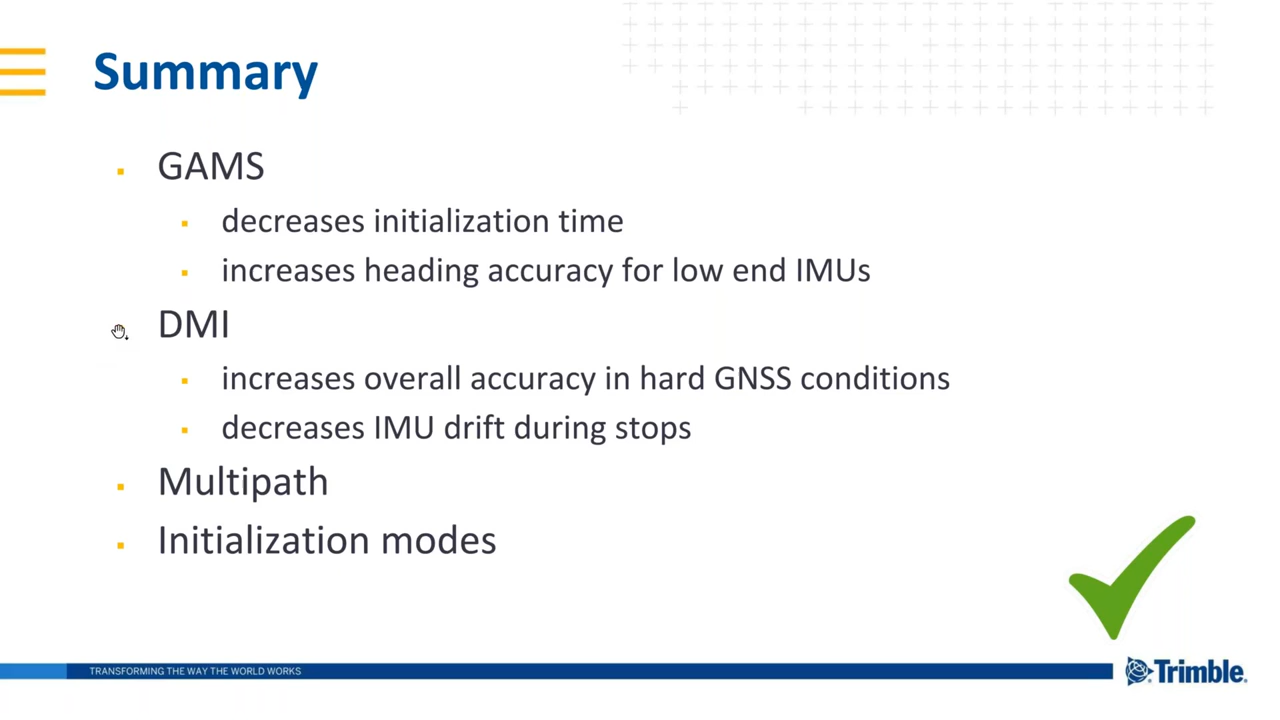 Summary
GAMS
decreases initialization time
increases heading accuracy for low end IMUs
DMI
increases overall accuracy in hard GNSS conditions
decreases IMU drift during stops
Multipath
Initialization modes
TRANSFORMING THE WAY THE WORLD WORKS
Trimble